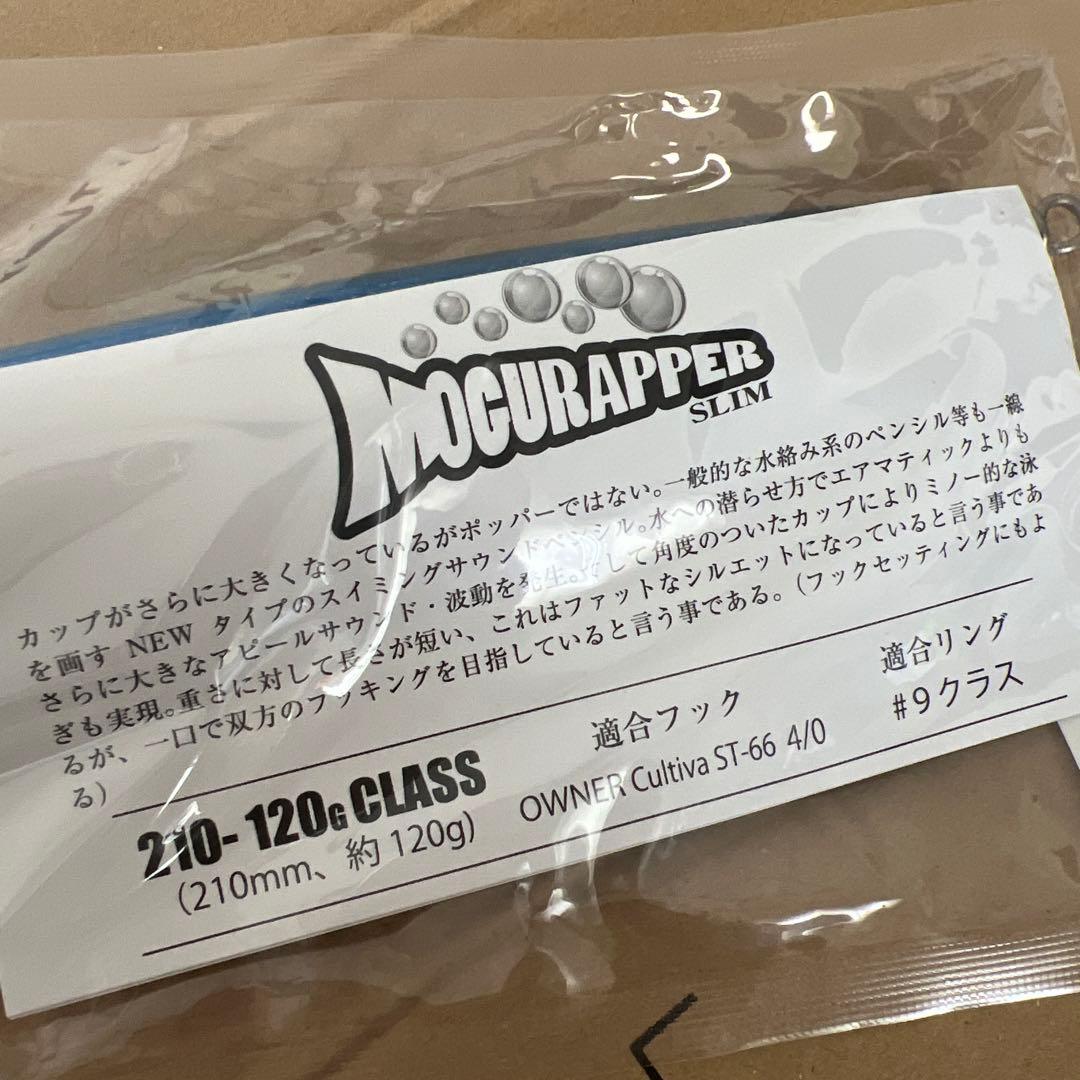 MOGURAPPER
SLIM
カップがさらに大きくなっているがポッパーではない。一般的な水絡み系のペンシル等も一線
を画す NEW タイプのスイミングサウンドペンシル。水への潜らせ方でエアマティックよりも
さらに大きなアピールサウンド・波動を発生。そして角度のついたカップによりミノー的な泳
ぎも実現。重さに対して長さが短い、これはファットなシルエットになっていると言う事であ
るが、一口で双方のフッキングを目指していると言う事である。（フックセッティングにもよ
る）
適合フック
適合リング
210-120G CLASS
（210mm、約 120g）
OWNER Cultiva ST-66 4/0
#9 クラス